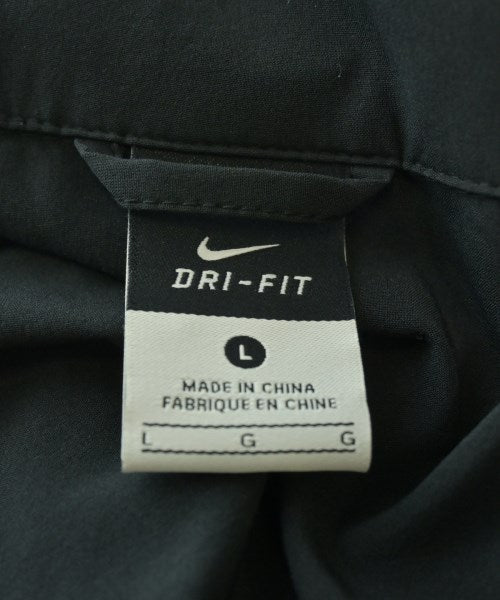 DRI-FIT
L
MADE IN CHINA
FABRIQUE EN CHINE
L G G